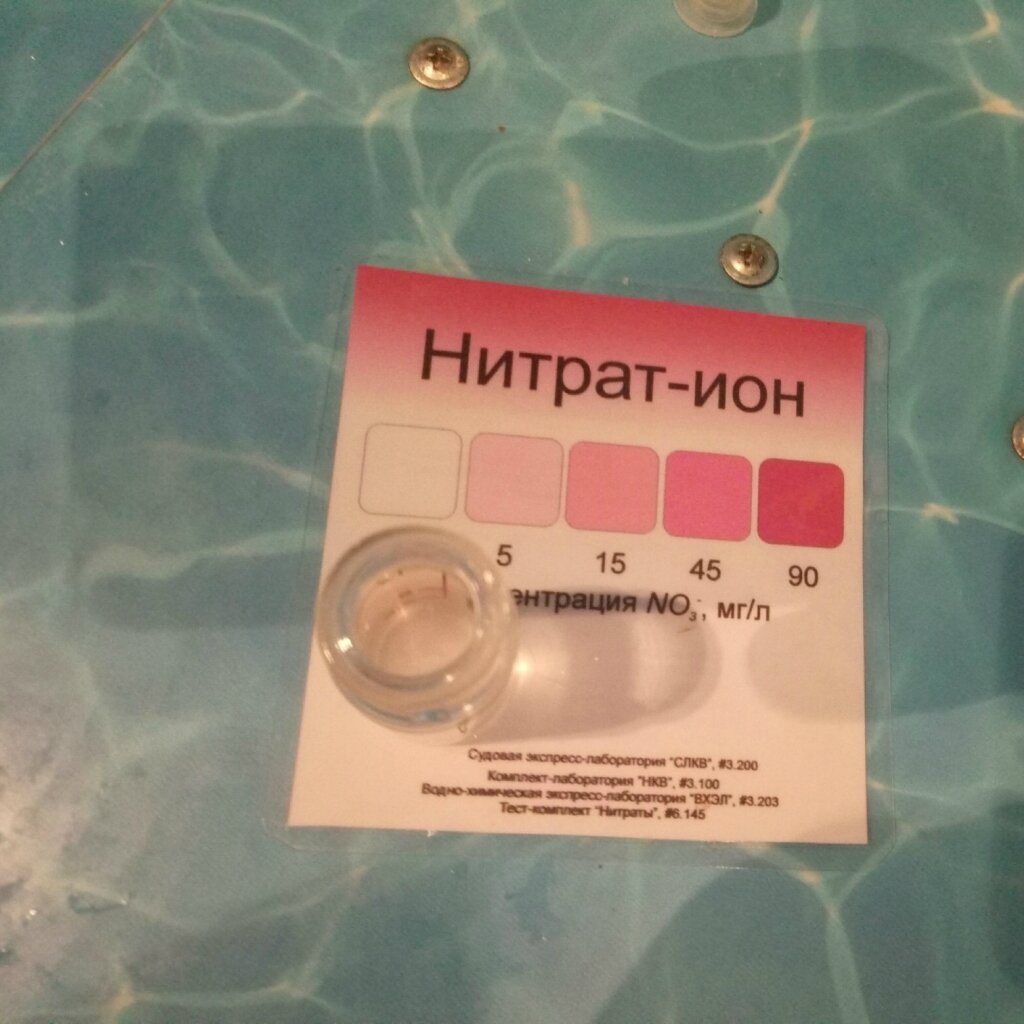 Нитрат-ион
5 15 45 90
ентрация NO₃⁻, мг/л
Судовая экспресс-лаборатория "СЛКВ", #3.200
Комплект-лаборатория "НКВ", #3.100
Водно-химическая экспресс-лаборатория "ВХЭЛ", #3.203
Тест-комплект "Нитраты", #6.145